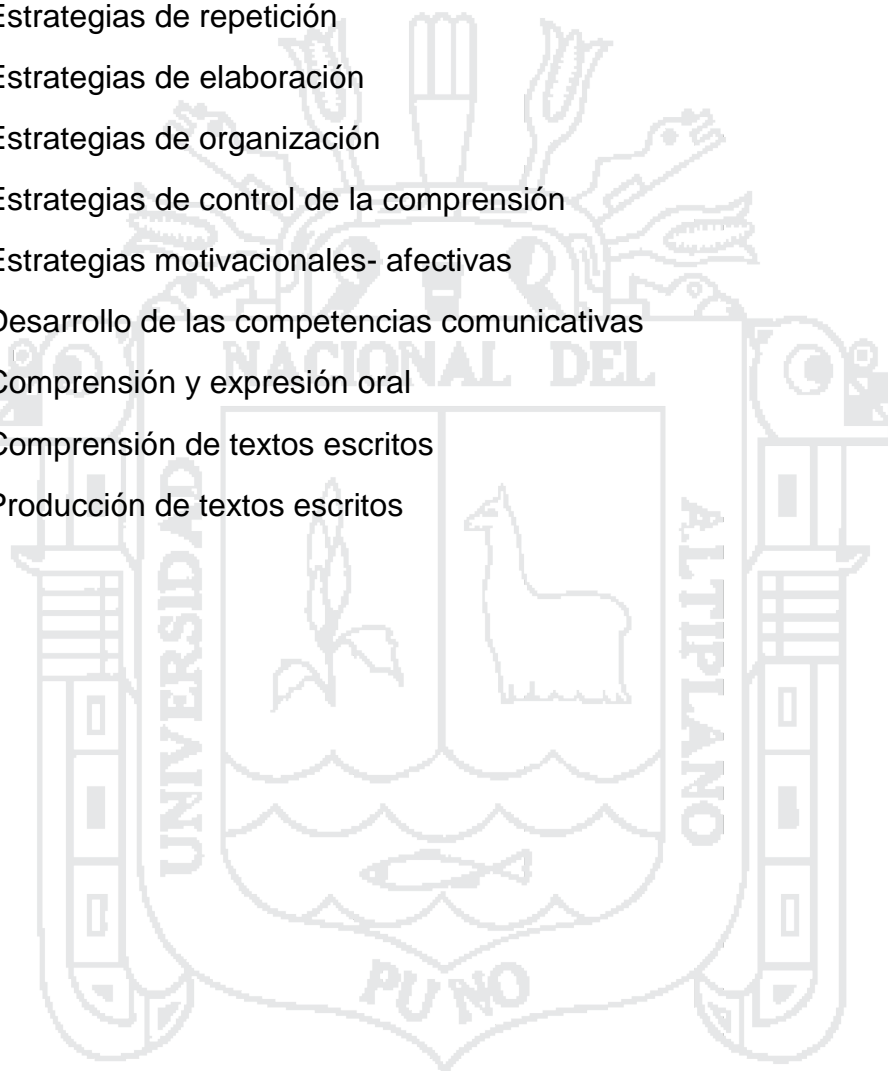 Estrategias de repetición
Estrategias de elaboración
Estrategias de organización
Estrategias de control de la comprensión
Estrategias motivacionales- afectivas
Desarrollo de las competencias comunicativas
NACIONAL DEL
Comprensión y expresión oral
Comprensión de textos escritos
Producción de textos escritos
UNIVERSIDAD
ALTIPLANO
PUNO